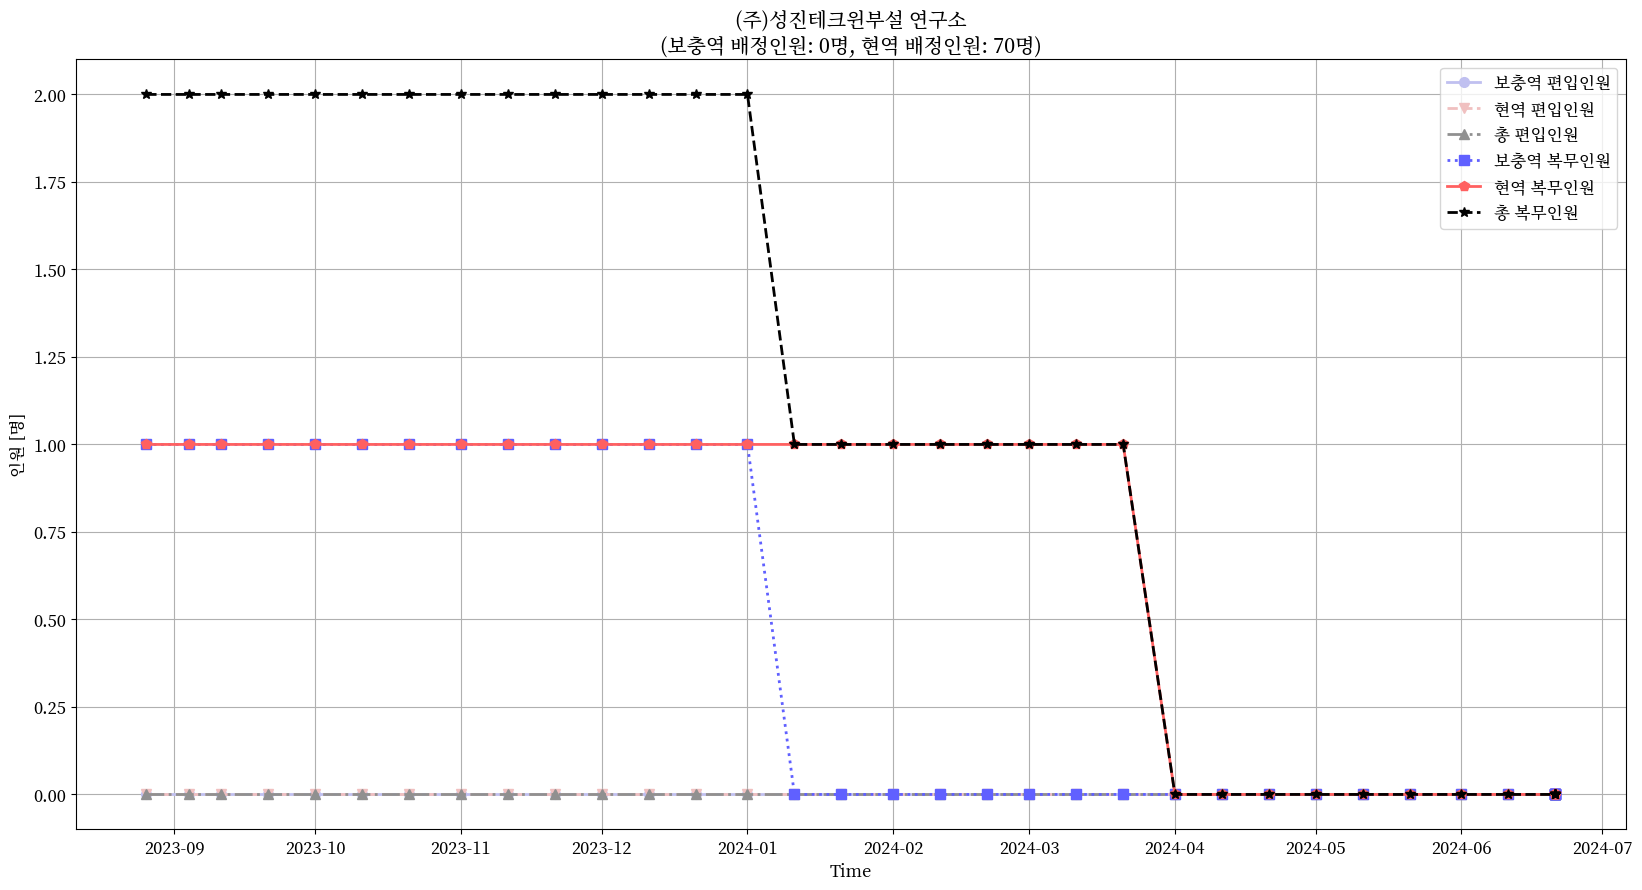 (주)성진테크윈부설 연구소
(보충역 배정인원: 0명, 현역 배정인원: 70명)
보충역 편입인원
현역 편입인원
총 편입인원
보충역 복무인원
현역 복무인원
총 복무인원
인원 [명]
2.00
1.75
1.50
1.25
1.00
0.75
0.50
0.25
0.00
2023-09
2023-10
2023-11
2023-12
2024-01
2024-02
2024-03
2024-04
2024-05
2024-06
2024-07
Time